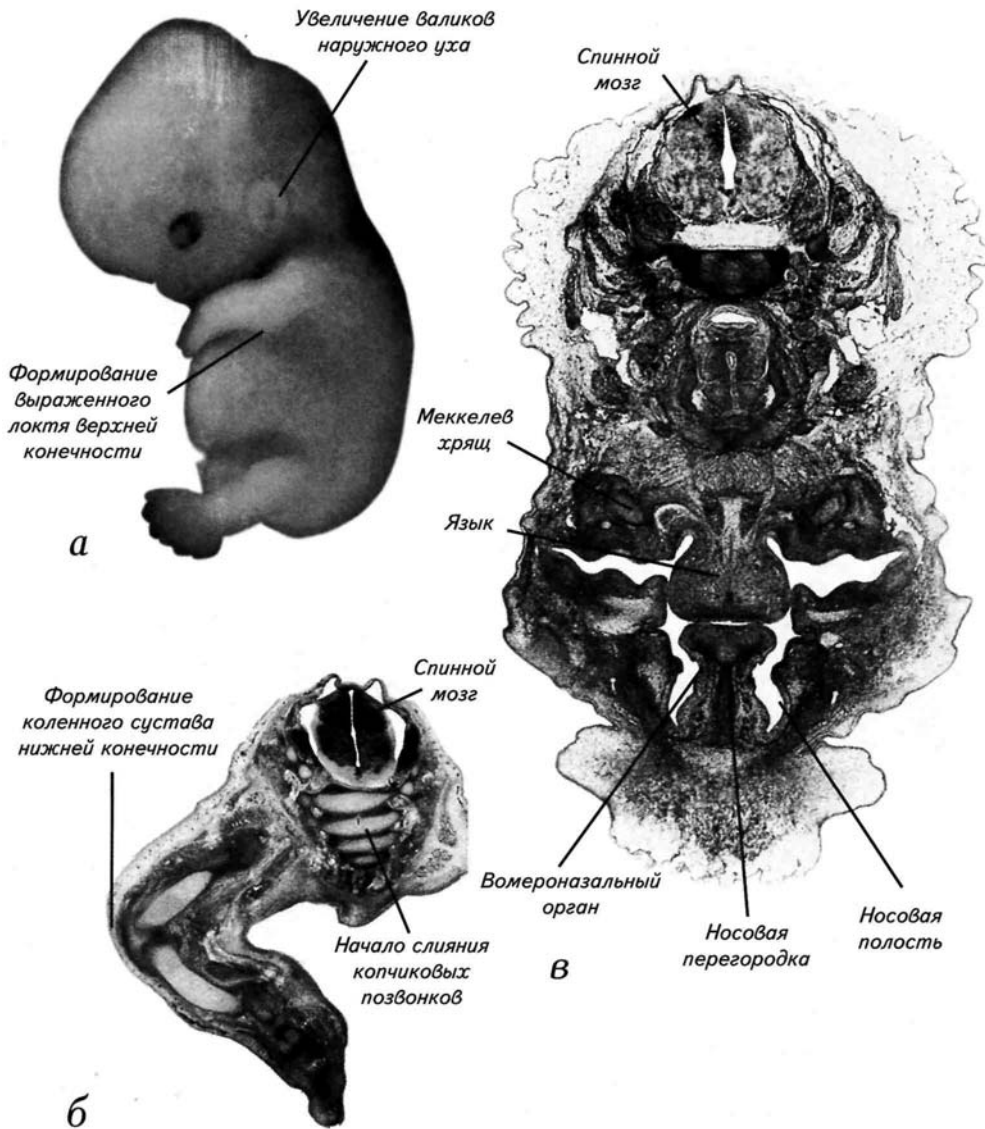 Увеличение валиков
наружного уха
Спинной
мозг
Формирование
выраженного
локтя верхней
конечности
а
Меккелев
хрящ
Язык
Формирование
коленного сустава
нижней конечности
Спинной
мозг
Начало слияния
копчиковых
позвонков
б
Вомероназальный
орган
Носовая
перегородка
Носовая
полость
в